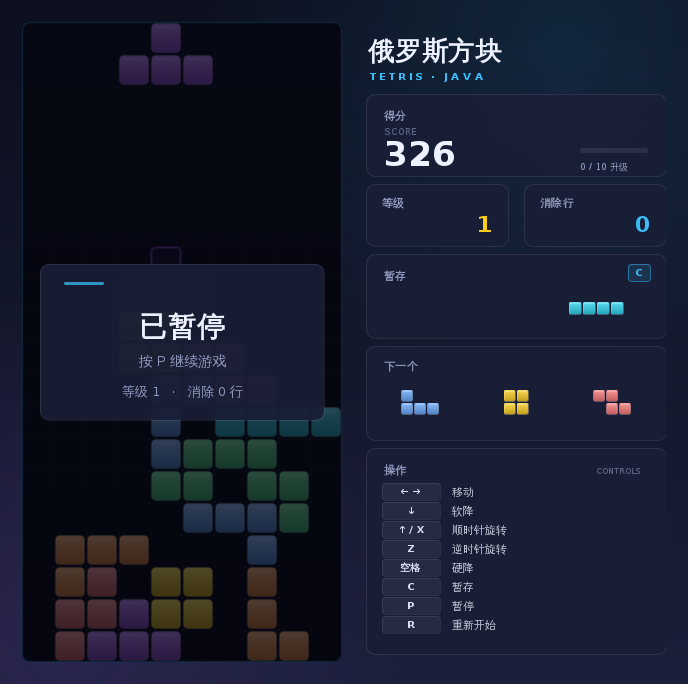 俄罗斯方块
TETRIS · JAVA
得分
SCORE
326
0 / 10 升级
等级
1
消除行
0
暂存
C
已暂停
按 P 继续游戏
等级 1 · 消除 0 行
下一个
操作
CONTROLS
← → 移动
↓ 软降
↑ / X 顺时针旋转
Z 逆时针旋转
空格 硬降
C 暂存
P 暂停
R 重新开始